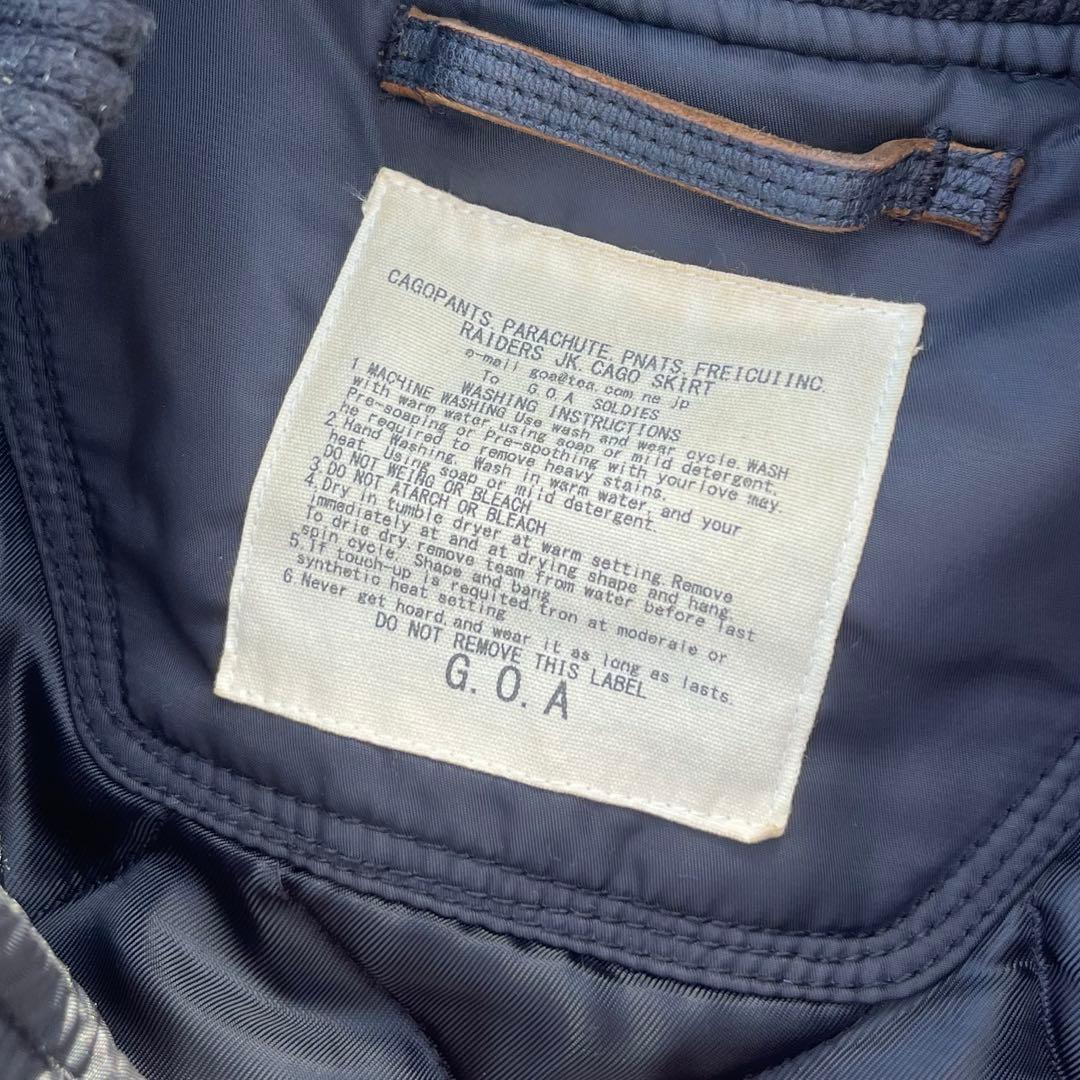 CAGOPANTS. PARACHUTE. PNATS. FREICUIINC.
RAIDERS JK. CAGO SKIRT
e-mail goa@tea.com.ne.jp
To G.O.A SOLDIES
WASHING INSTRUCTIONS
1 MACHINE WASHING Use wash and wear cycle. WASH
with warm water using soap or mild detergent.
Pre-soaping or Pre-spothing with yourlove may.
he required to remove heavy stains.
2. Hand Washing. Wash in warm water, and your
heat. Using soap or mild detergent.
DO NOT WEING OR BLEACH
3. DO NOT ATARCH OR BLEACH
4. Dry in tumble dryer at warm setting. Remove
Immediately at and at drying shape and hang.
To drie dry. remove team from water before last
spin cycle. Shape and bang
5. If touch-up is requited tron at moderale or
synthetic heat setting
6. Never get hoard. and wear it as long as lasts.
DO NOT REMOVE THIS LABEL
G. O. A